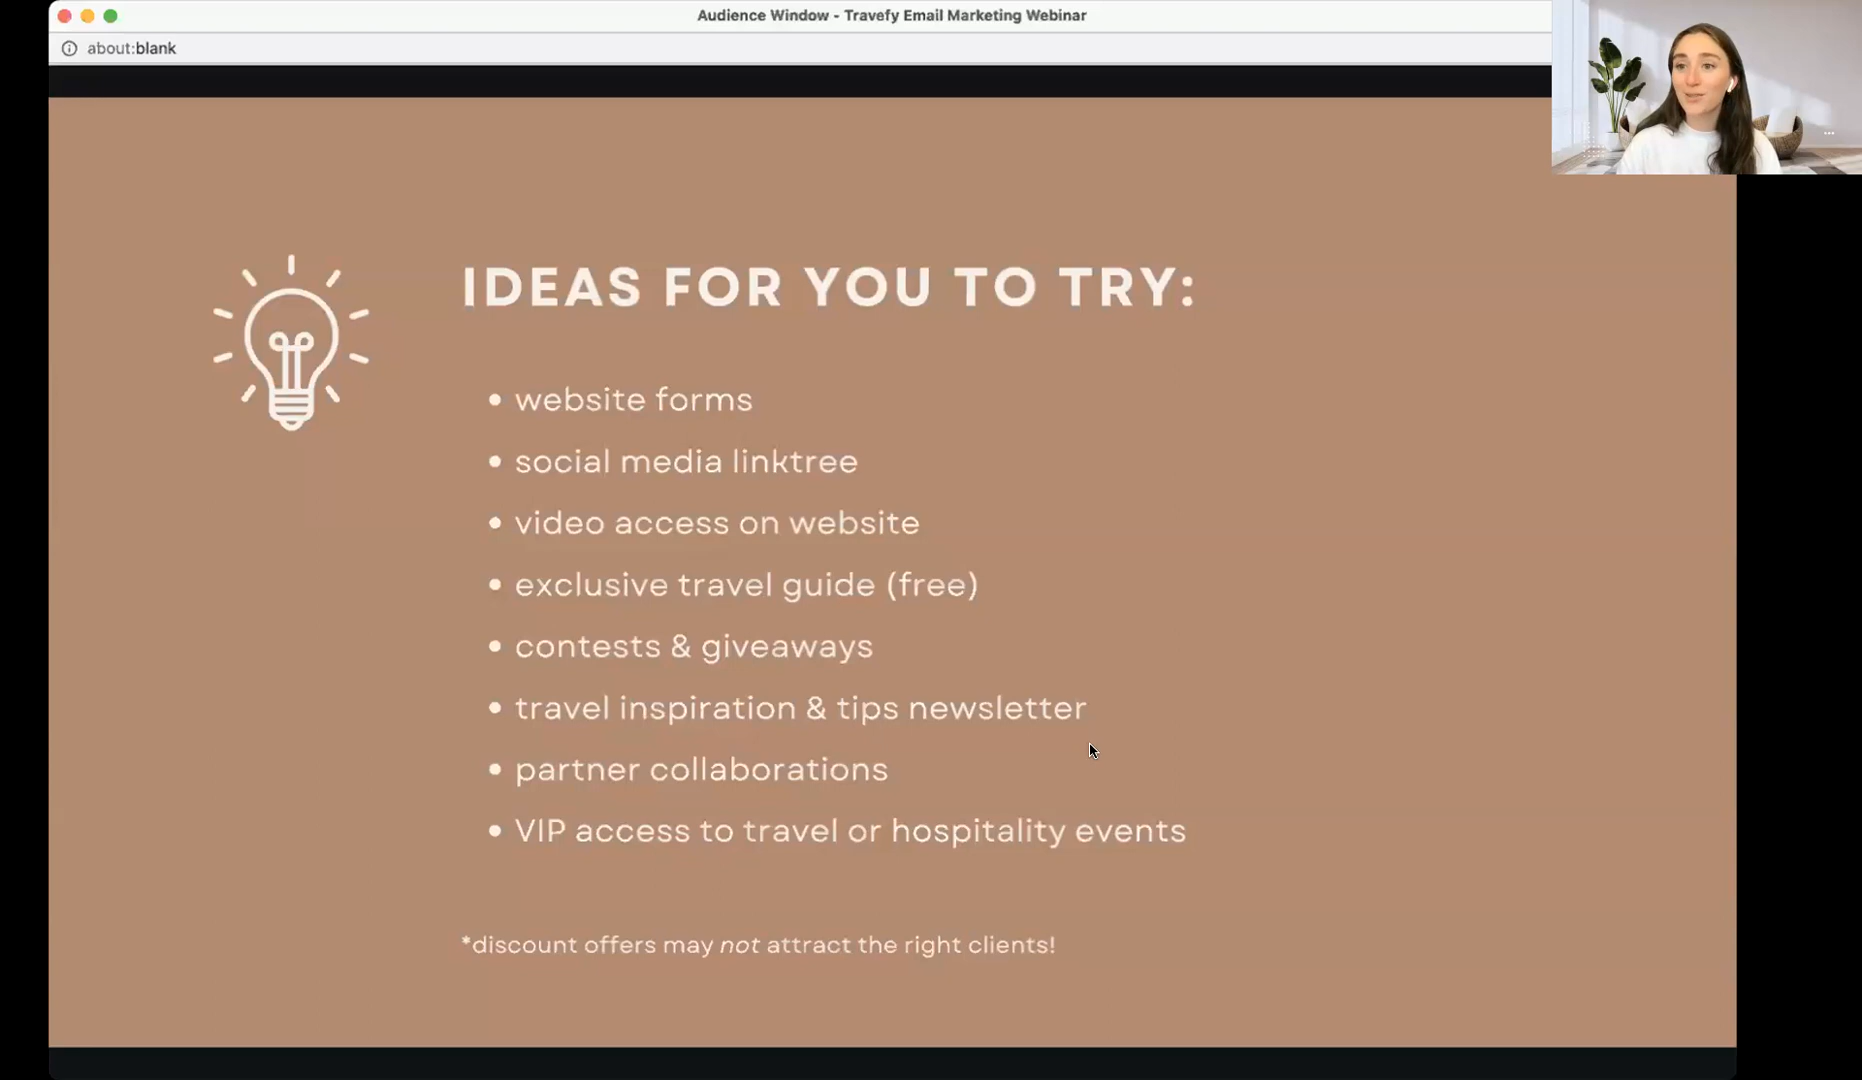 Audience Window - Travefy Email Marketing Webinar
about:blank
IDEAS FOR YOU TO TRY:
• website forms
• social media linktree
• video access on website
• exclusive travel guide (free)
• contests & giveaways
• travel inspiration & tips newsletter
• partner collaborations
• VIP access to travel or hospitality events
*discount offers may not attract the right clients!